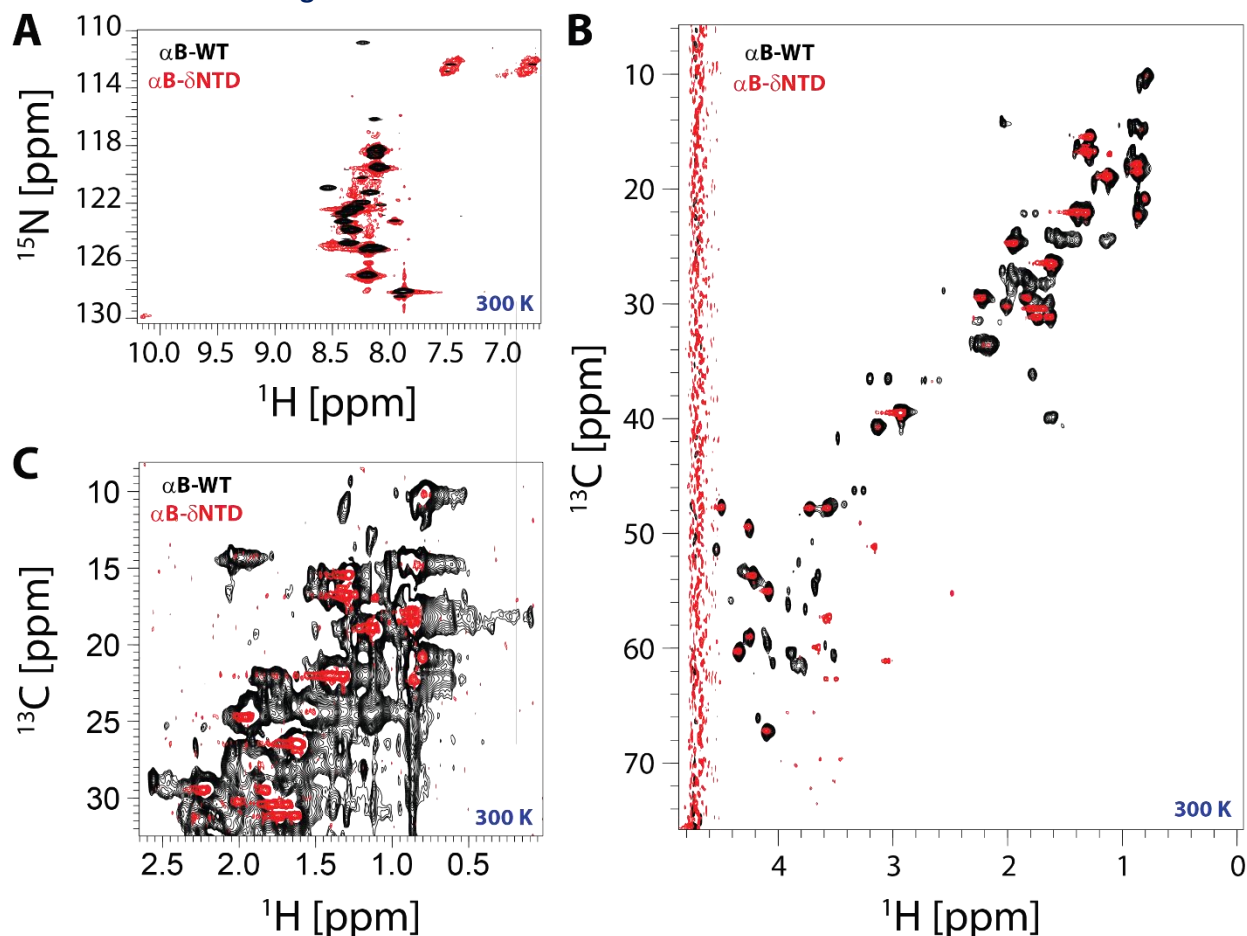 A
αB-WT
αB-δNTD
110
114
118
122
126
130
¹⁵N [ppm]
300 K
10.0 9.5 9.0 8.5 8.0 7.5 7.0
¹H [ppm]
B
αB-WT
αB-δNTD
10
20
30
40
50
60
70
¹³C [ppm]
300 K
4 3 2 1 0
¹H [ppm]
C
αB-WT
αB-δNTD
10
15
20
25
30
¹³C [ppm]
300 K
2.5 2.0 1.5 1.0 0.5
¹H [ppm]